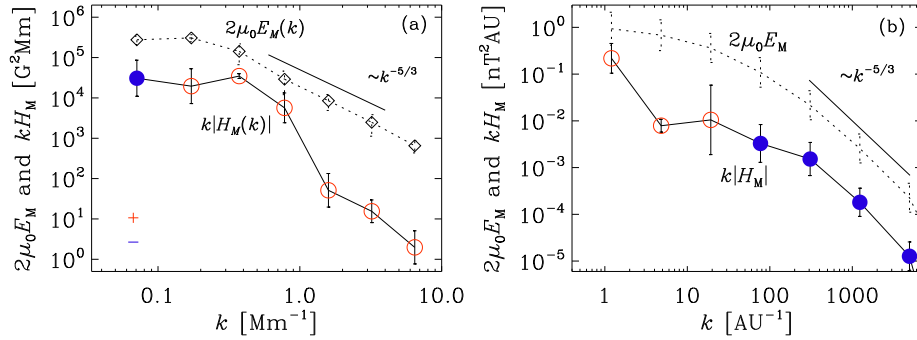 (a)
2μ₀E_M(k)
~k^{-5/3}
k|H_M(k)|
+
−
2μ₀E_M and kH_M [G²Mm]
10⁶
10⁵
10⁴
10³
10²
10¹
10⁰
0.1 1.0 10.0
k [Mm⁻¹]
(b)
2μ₀E_M
~k^{-5/3}
k|H_M|
2μ₀E_M and kH_M [nT²AU]
10⁰
10⁻¹
10⁻²
10⁻³
10⁻⁴
10⁻⁵
1 10 100 1000
k [AU⁻¹]